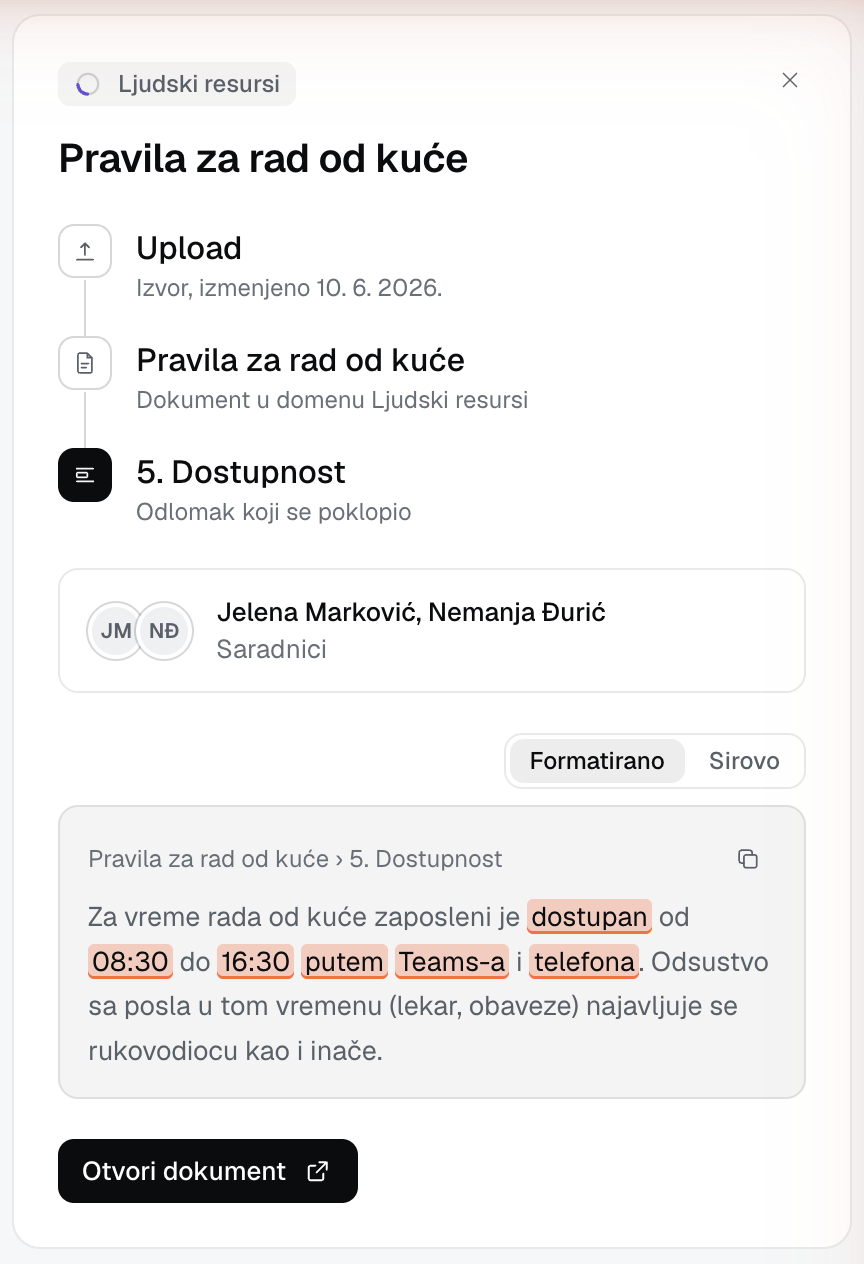 Ljudski resursi
Pravila za rad od kuće
Upload
Izvor, izmenjeno 10. 6. 2026.
Pravila za rad od kuće
Dokument u domenu Ljudski resursi
5. Dostupnost
Odlomak koji se poklopio
JM NĐ
Jelena Marković, Nemanja Đurić
Saradnici
Formatirano Sirovo
Pravila za rad od kuće › 5. Dostupnost
Za vreme rada od kuće zaposleni je dostupan od
08:30 do 16:30 putem Teams-a i telefona. Odsustvo
sa posla u tom vremenu (lekar, obaveze) najavljuje se
rukovodiocu kao i inače.
Otvori dokument